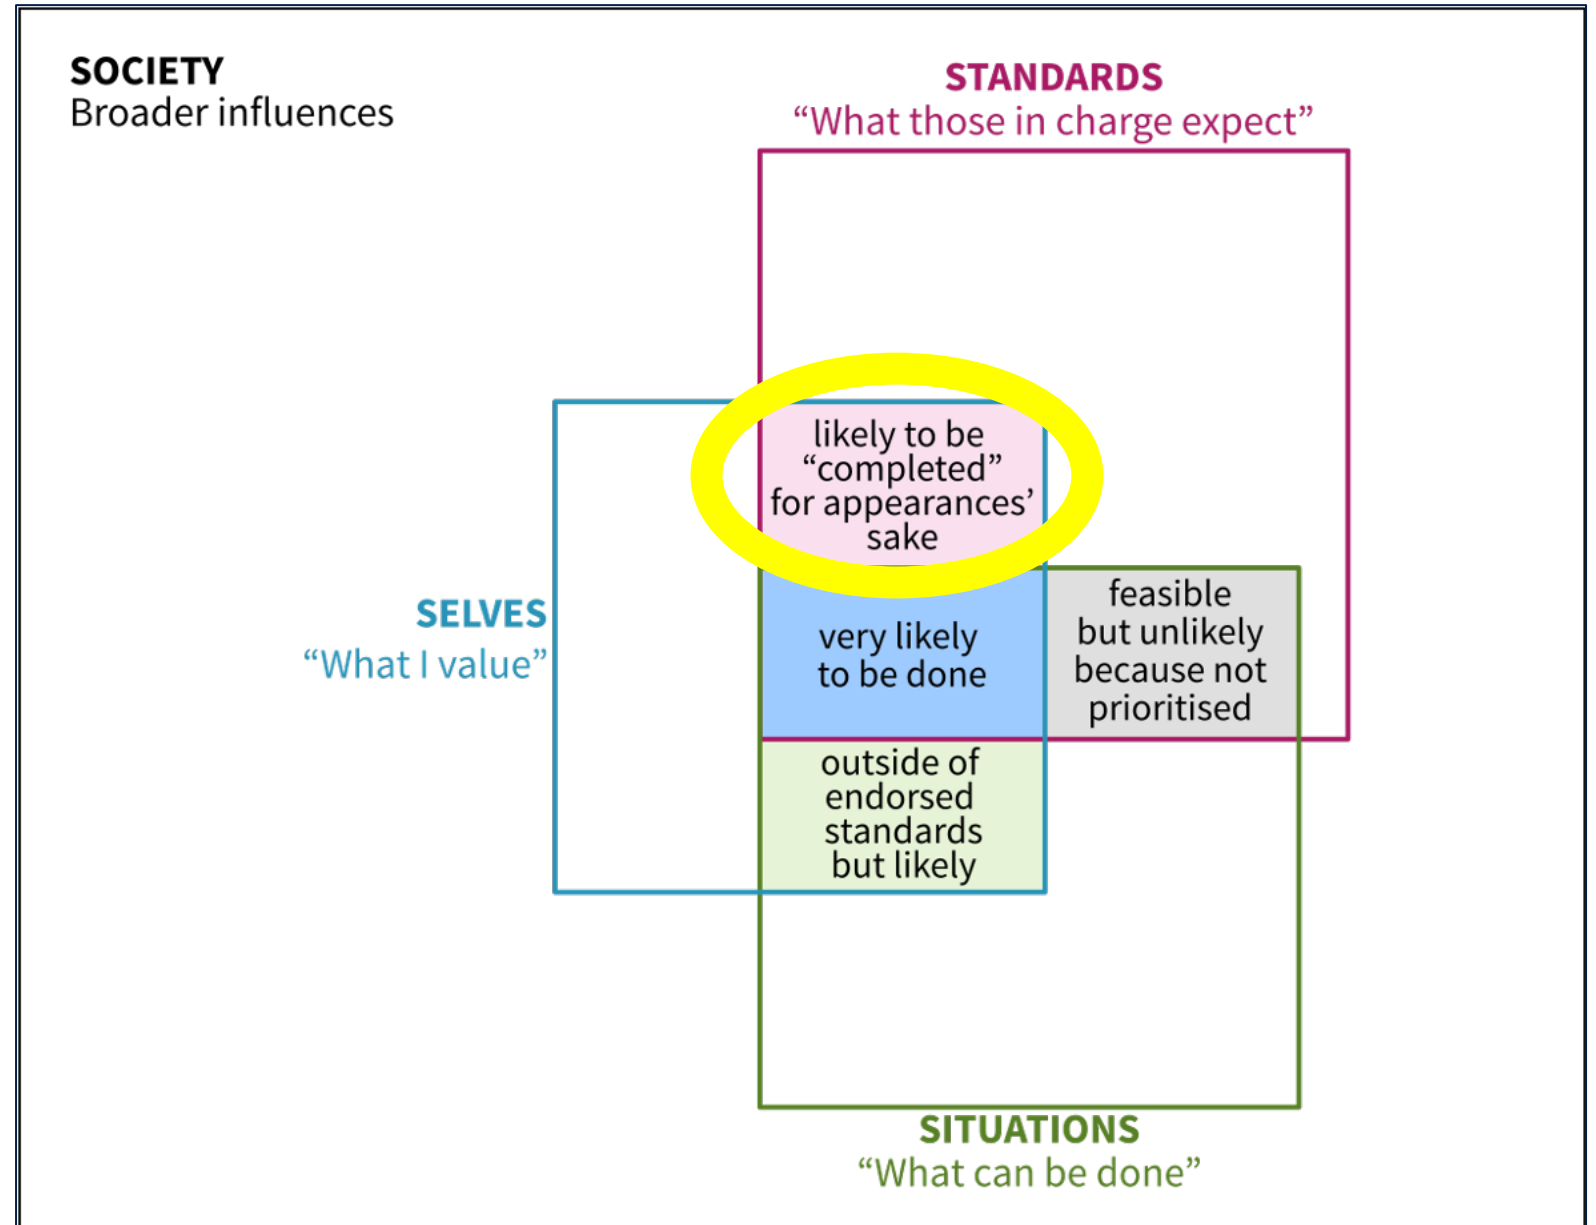 SOCIETY
Broader influences
STANDARDS
“What those in charge expect”
likely to be
“completed”
for appearances’
sake
SELVES
“What I value”
very likely
to be done
feasible
but unlikely
because not
prioritised
outside of
endorsed
standards
but likely
SITUATIONS
“What can be done”